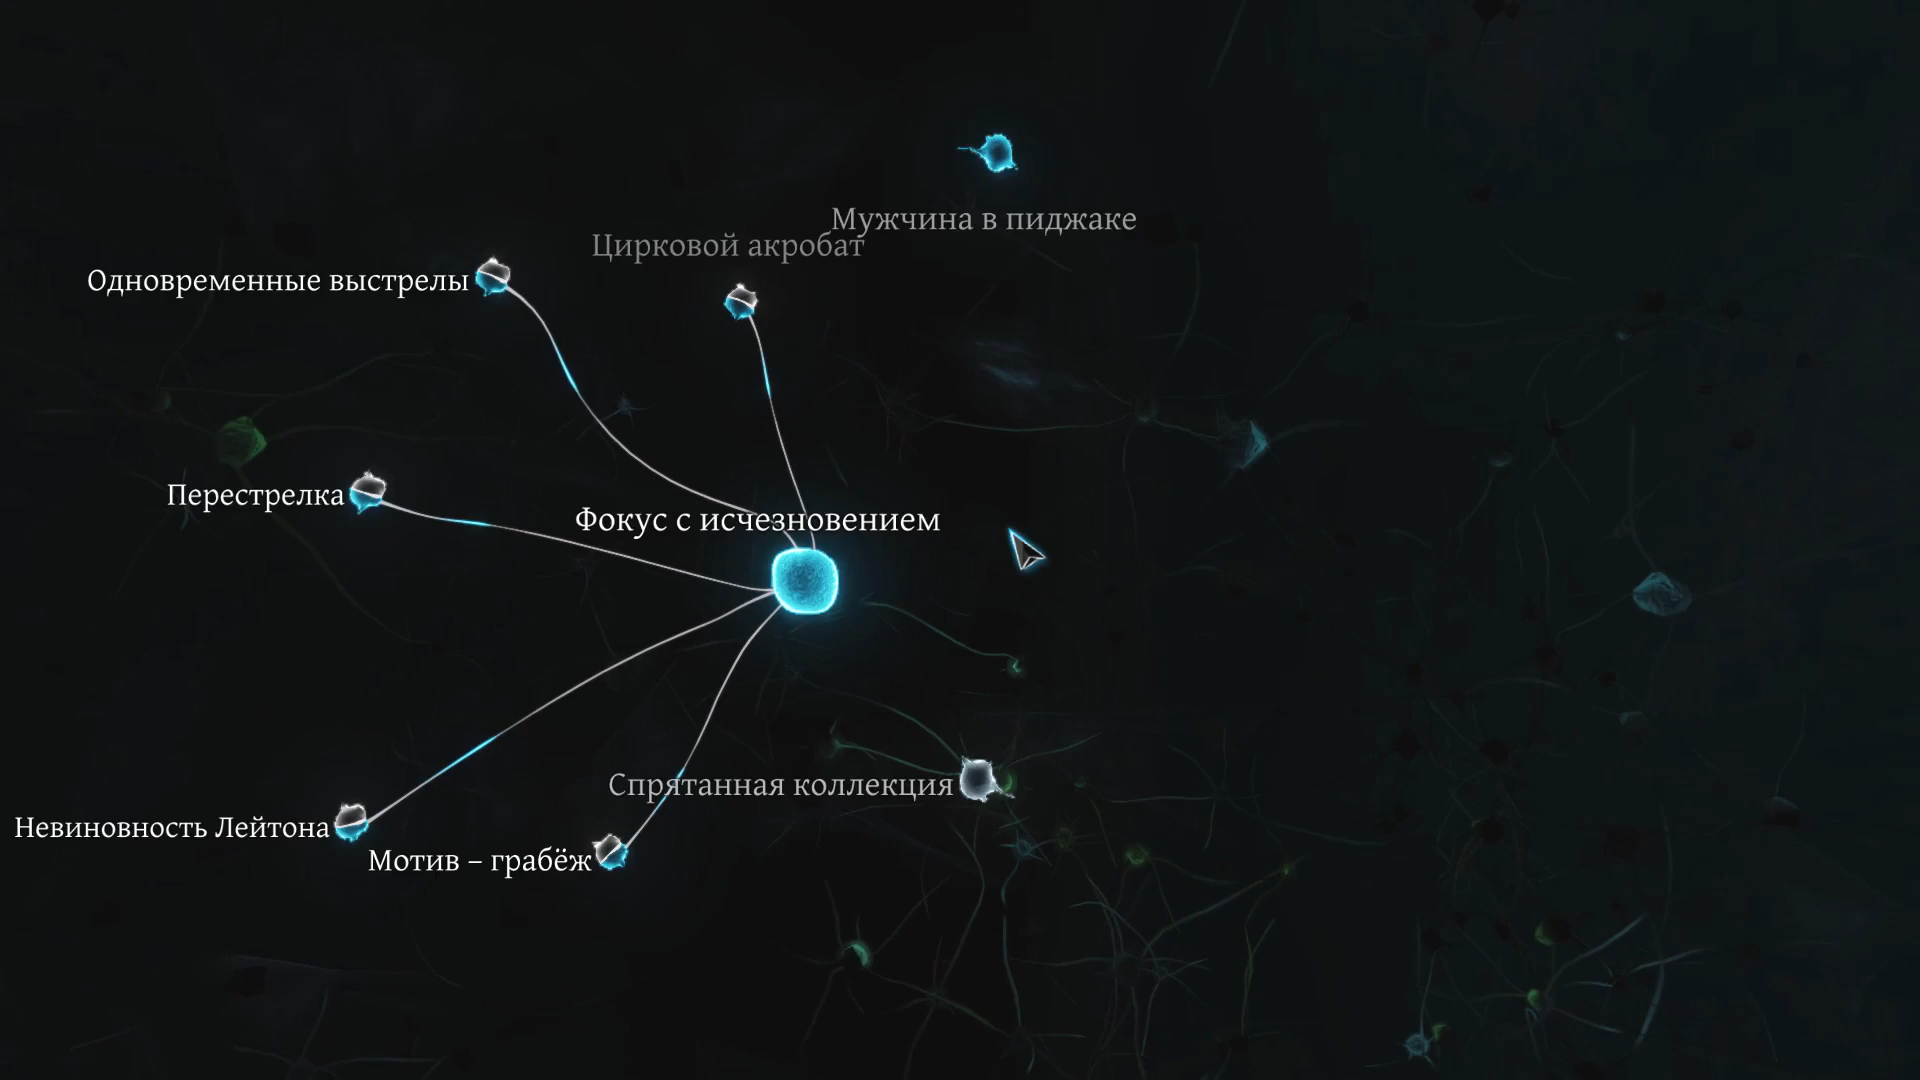 Мужчина в пиджаке
Цирковой акробат
Одновременные выстрелы
Перестрелка
Фокус с исчезновением
Спрятанная коллекция
Невиновность Лейтона
Мотив – грабёж